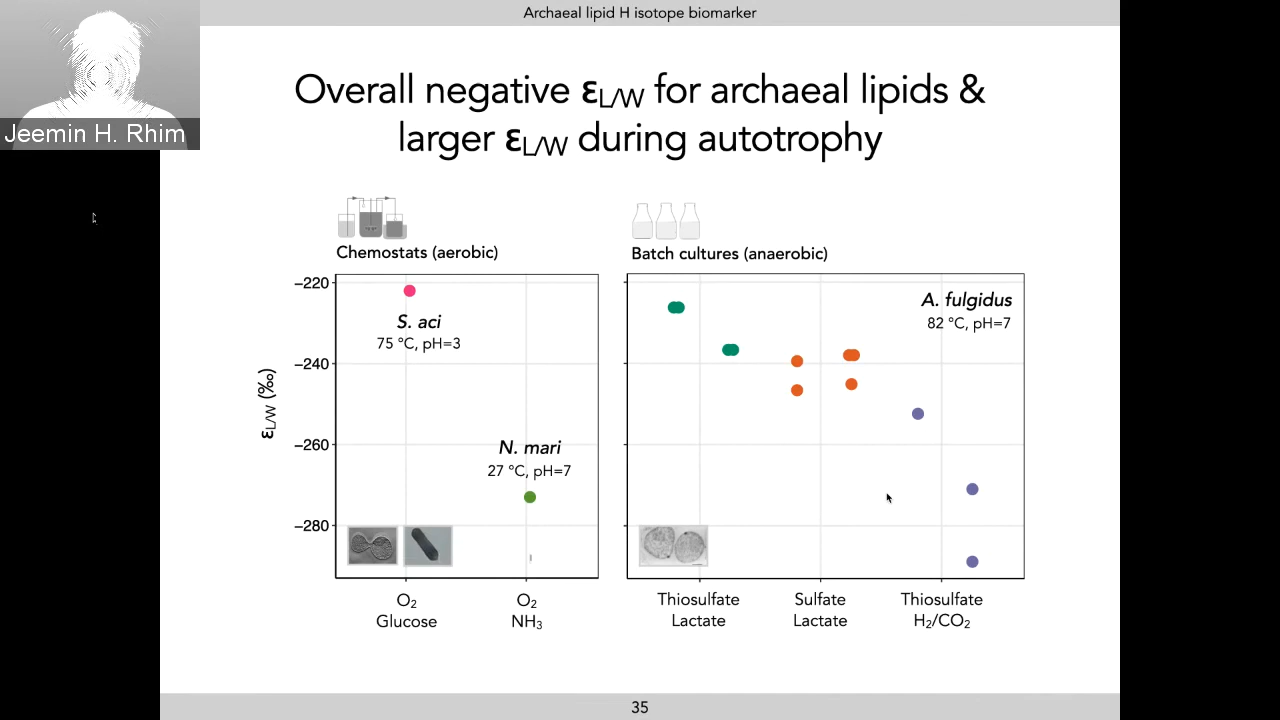 Archaeal lipid H isotope biomarker
Jeemin H. Rhim
Overall negative εL/W for archaeal lipids &
larger εL/W during autotrophy
Chemostats (aerobic)
Batch cultures (anaerobic)
εL/W (‰)
−220
−240
−260
−280
S. aci
75 °C, pH=3
N. mari
27 °C, pH=7
A. fulgidus
82 °C, pH=7
O₂
Glucose
O₂
NH₃
Thiosulfate
Lactate
Sulfate
Lactate
Thiosulfate
H₂/CO₂
35